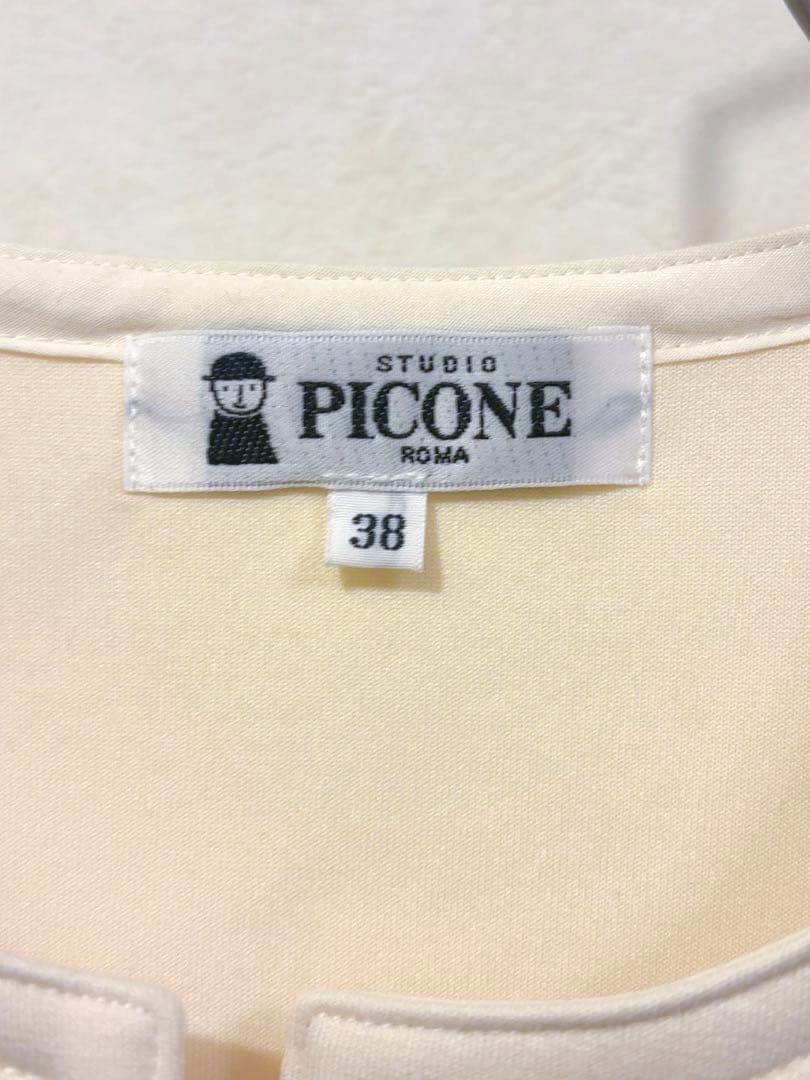 STUDIO
PICONE
ROMA
38